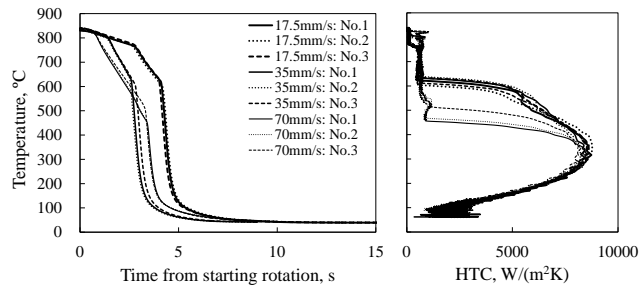 900
800
700
600
500
400
300
200
100
0
Temperature, °C
17.5mm/s: No.1
17.5mm/s: No.2
17.5mm/s: No.3
35mm/s: No.1
35mm/s: No.2
35mm/s: No.3
70mm/s: No.1
70mm/s: No.2
70mm/s: No.3
0 5 10 15
Time from starting rotation, s
0 5000 10000
HTC, W/(m²K)